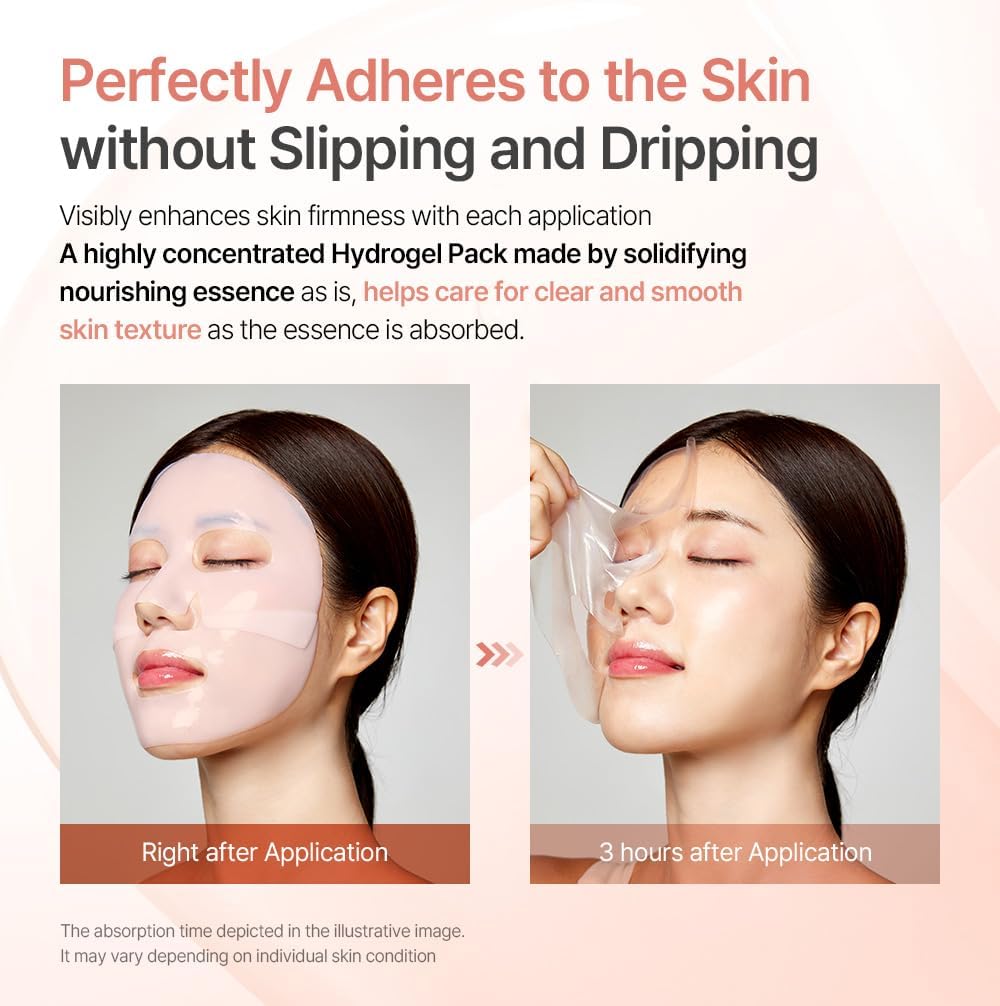 Perfectly Adheres to the Skin
without Slipping and Dripping
Visibly enhances skin firmness with each application
A highly concentrated Hydrogel Pack made by solidifying
nourishing essence as is, helps care for clear and smooth
skin texture as the essence is absorbed.
Right after Application
3 hours after Application
The absorption time depicted in the illustrative image.
It may vary depending on individual skin condition